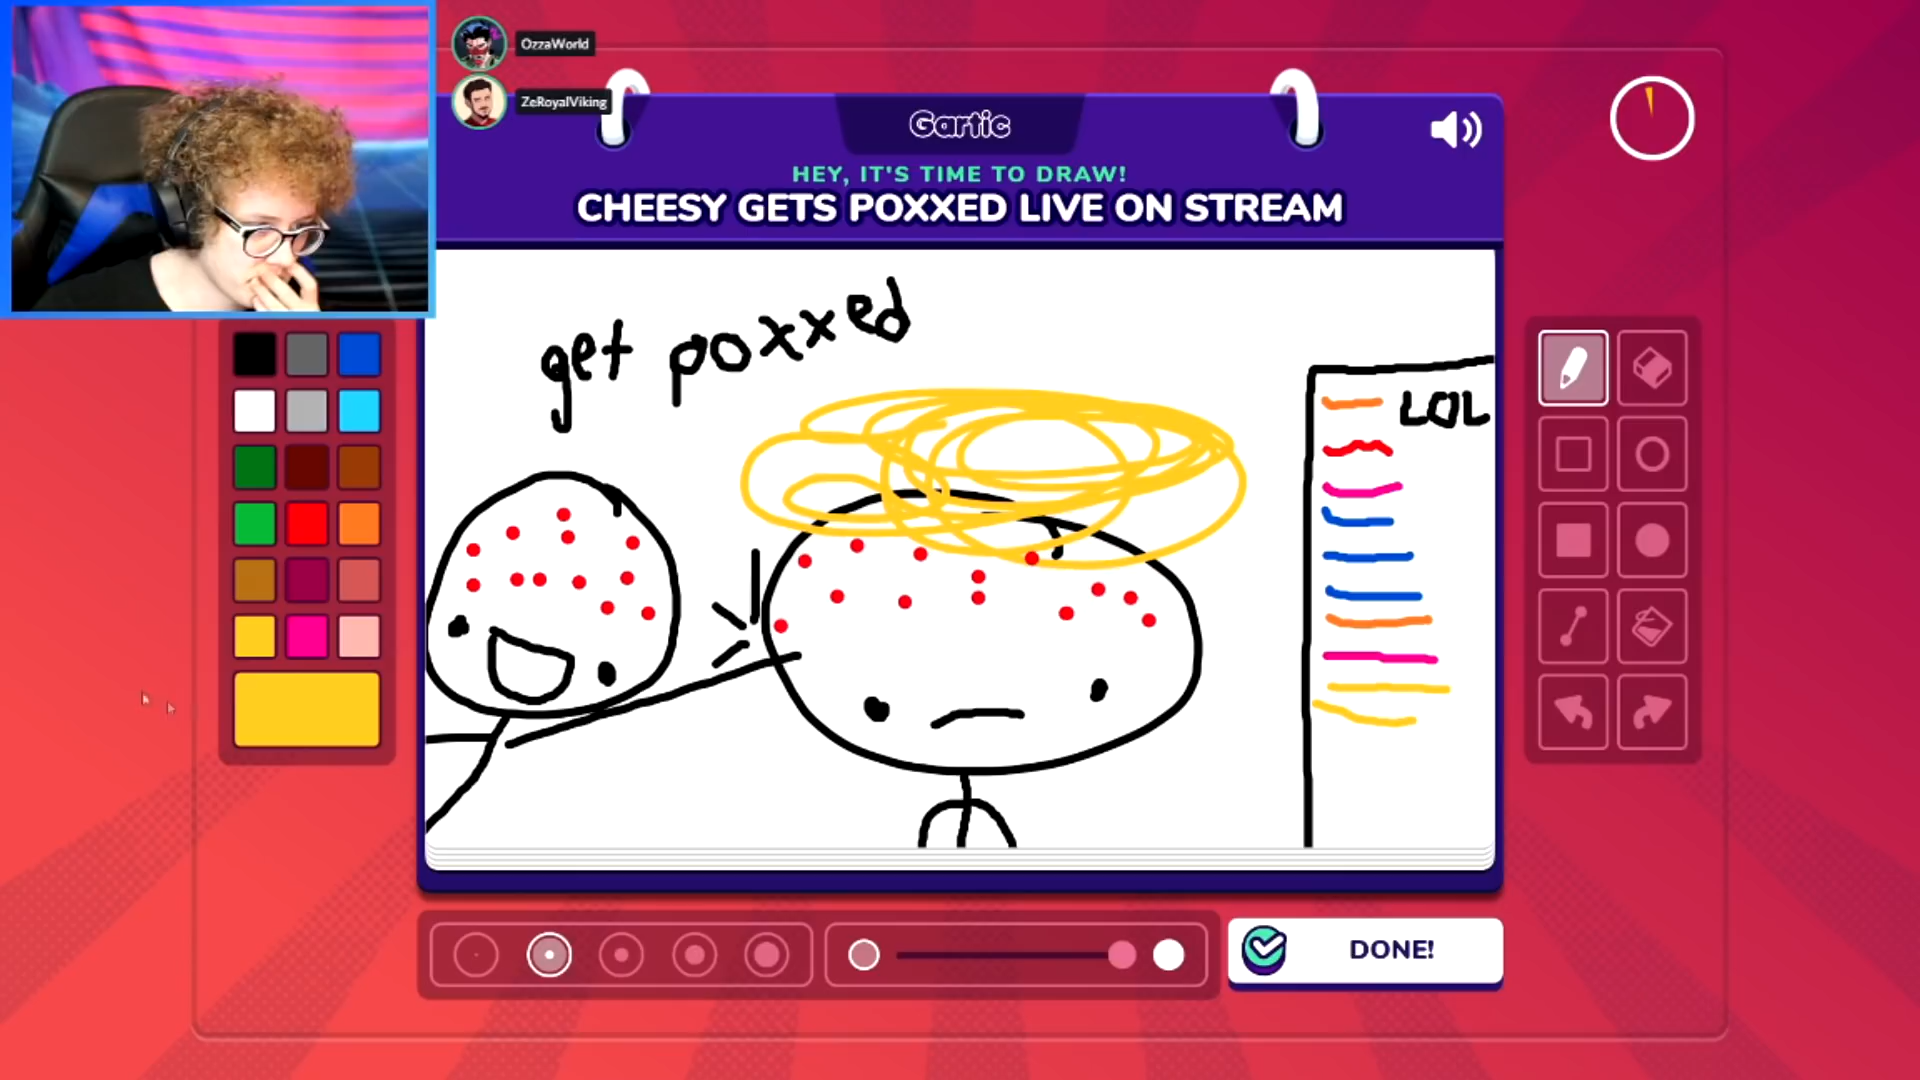 OzzaWorld
ZeRoyalViking
Gartic
HEY, IT'S TIME TO DRAW!
CHEESY GETS POXXED LIVE ON STREAM
get poxxed
LOL
DONE!